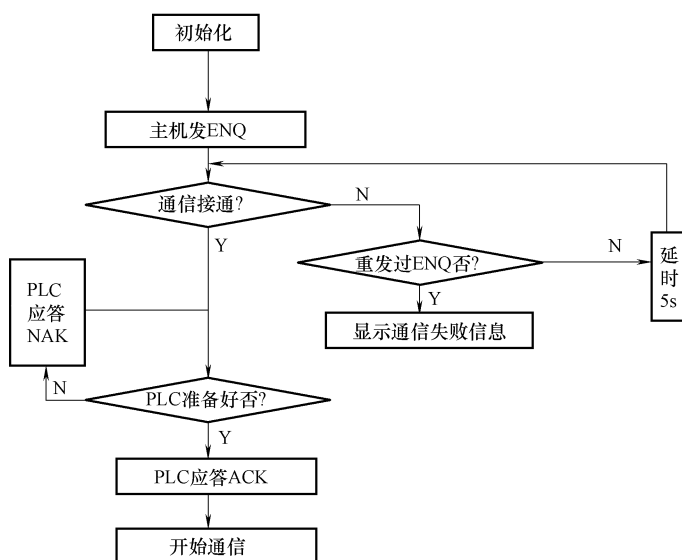 初始化
主机发ENQ
通信接通?
N
Y
重发过ENQ否?
N
延
时
5s
Y
显示通信失败信息
PLC
应答
NAK
N
PLC准备好否?
Y
PLC应答ACK
开始通信